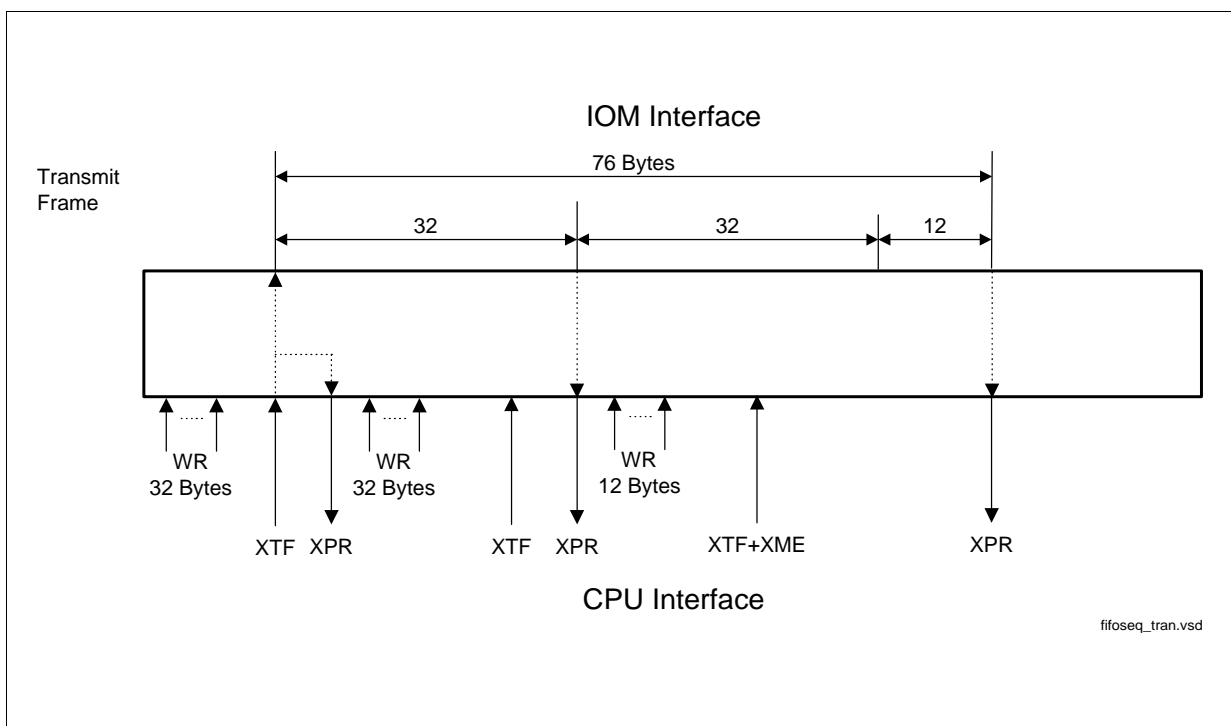 IOM Interface
76 Bytes
Transmit
Frame
32
32
12
WR
32 Bytes
WR
32 Bytes
WR
12 Bytes
XTF
XPR
XTF
XPR
XTF+XME
XPR
CPU Interface
fifoseq_tran.vsd